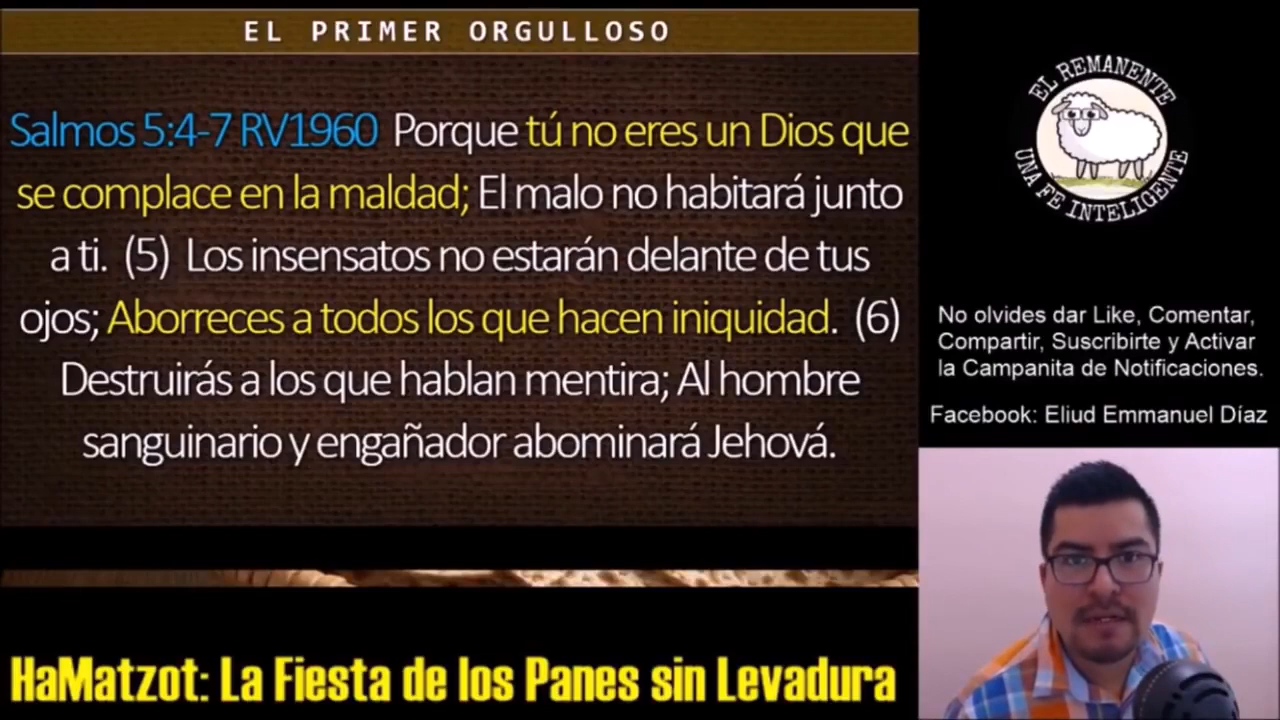 EL PRIMER ORGULLOSO
Salmos 5:4-7 RV1960 Porque tú no eres un Dios que
se complace en la maldad; El malo no habitará junto
a ti. (5) Los insensatos no estarán delante de tus
ojos; Aborreces a todos los que hacen iniquidad. (6)
Destruirás a los que hablan mentira; Al hombre
sanguinario y engañador abominará Jehová.
EL REMANENTE
UNA FE INTELIGENTE
No olvides dar Like, Comentar,
Compartir, Suscribirte y Activar
la Campanita de Notificaciones.
Facebook: Eliud Emmanuel Díaz
HaMatzot: La Fiesta de los Panes sin Levadura